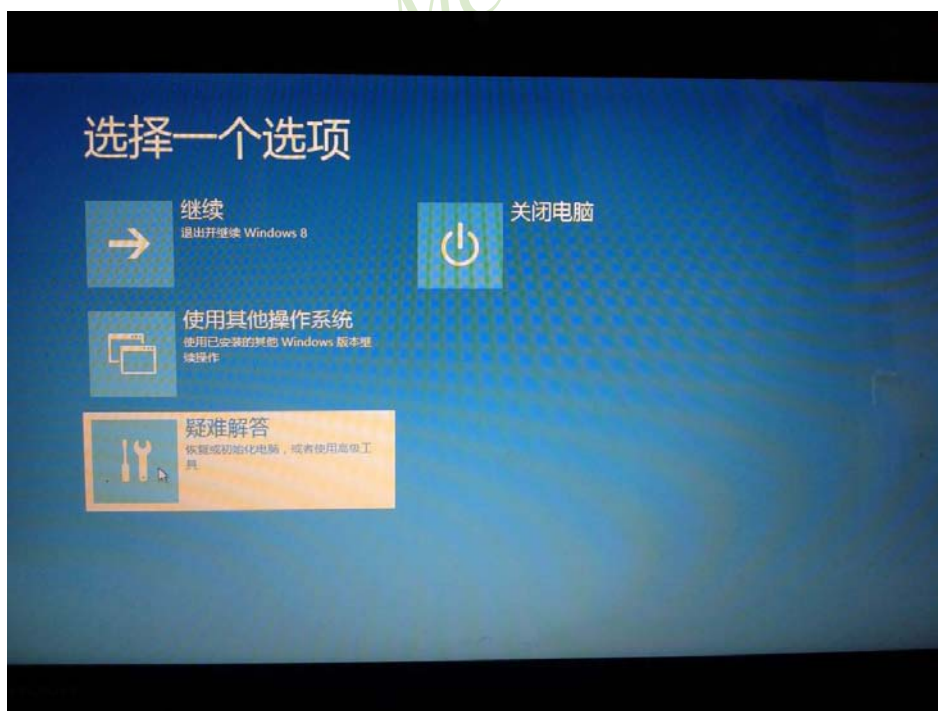 选择一个选项
继续
退出并继续 Windows 8
关闭电脑
使用其他操作系统
使用已安装的其他 Windows 版本继
续操作
疑难解答
恢复或初始化电脑，或者使用高级工
具